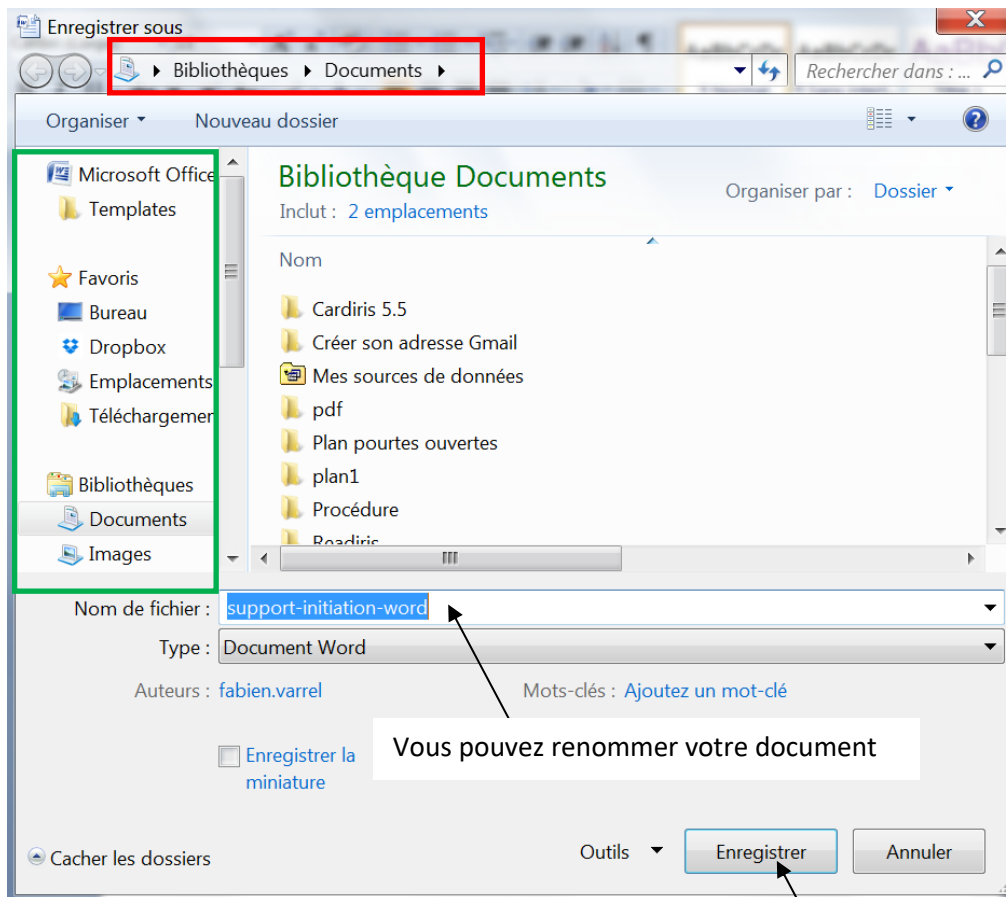 Enregistrer sous
Bibliothèques Documents
Rechercher dans : ...
Organiser Nouveau dossier
Microsoft Office
Templates
Favoris
Bureau
Dropbox
Emplacements
Téléchargemen
Bibliothèques
Documents
Images
Bibliothèque Documents
Inclut : 2 emplacements
Organiser par : Dossier
Nom
Cardiris 5.5
Créer son adresse Gmail
Mes sources de données
pdf
Plan pourtes ouvertes
plan1
Procédure
Readiris
Nom de fichier : support-initiation-word
Type : Document Word
Auteurs : fabien.varrel Mots-clés : Ajoutez un mot-clé
Vous pouvez renommer votre document
Enregistrer la
miniature
Cacher les dossiers
Outils Enregistrer Annuler